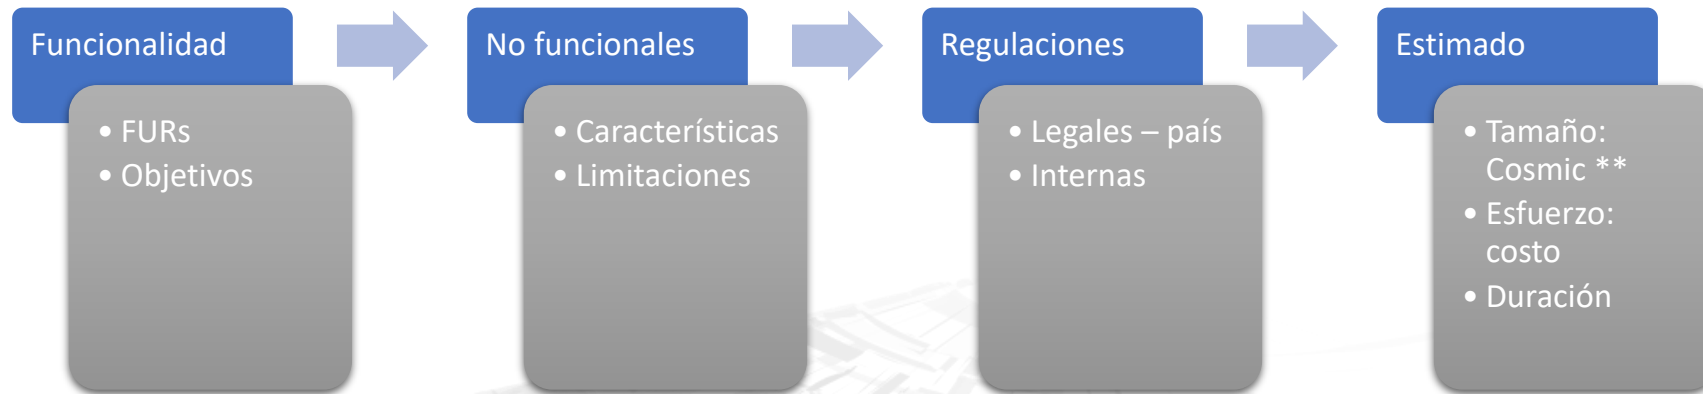 Funcionalidad
• FURs
• Objetivos
No funcionales
• Características
• Limitaciones
Regulaciones
• Legales – país
• Internas
Estimado
• Tamaño:
Cosmic **
• Esfuerzo:
costo
• Duración